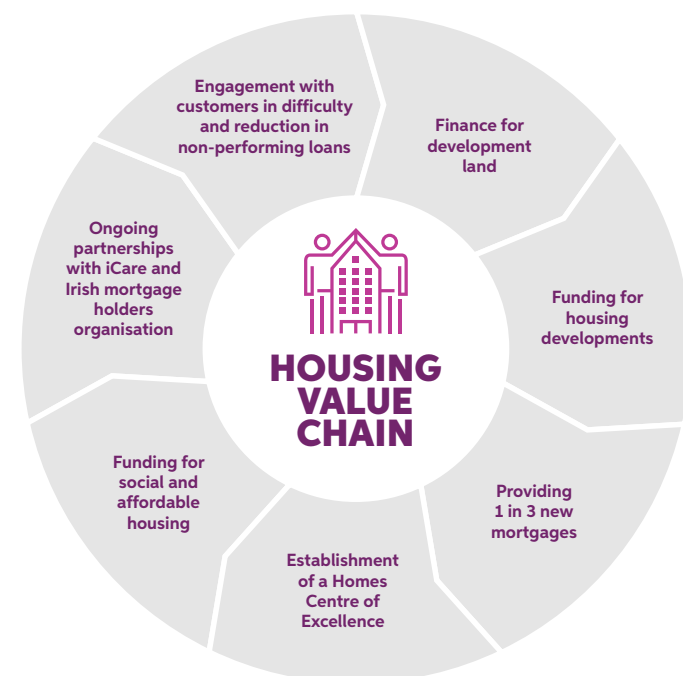 Engagement with
customers in difficulty
and reduction in
non-performing loans
Finance for
development
land
Ongoing
partnerships
with iCare and
Irish mortgage
holders
organisation
Funding for
housing
developments
HOUSING
VALUE
CHAIN
Funding for
social and
affordable
housing
Providing
1 in 3 new
mortgages
Establishment
of a Homes
Centre of
Excellence